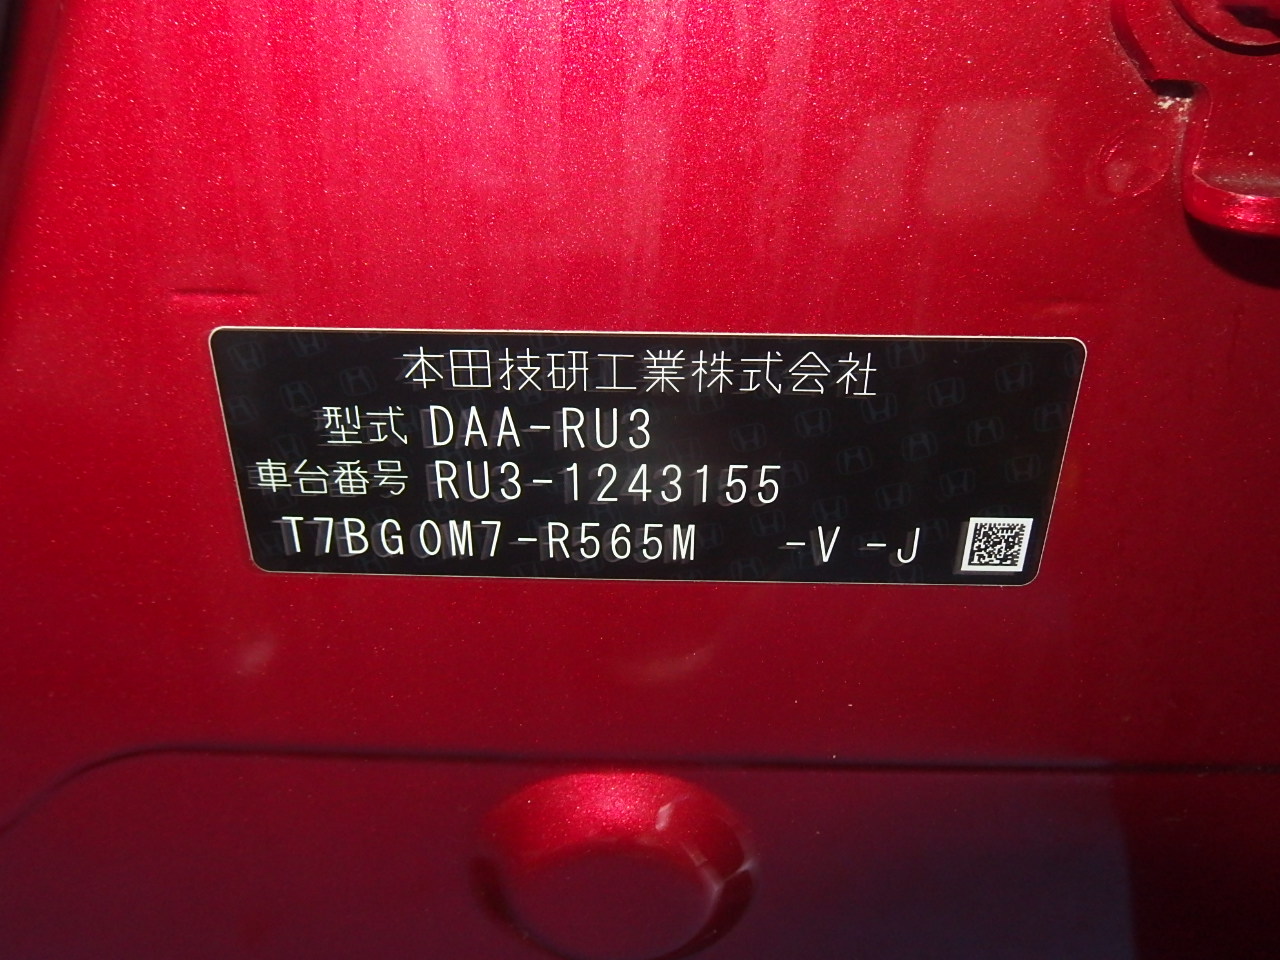 本田技研工業株式会社
型式 DAA-RU3
車台番号 RU3-1243155
T7BG0M7-R565M -V -J